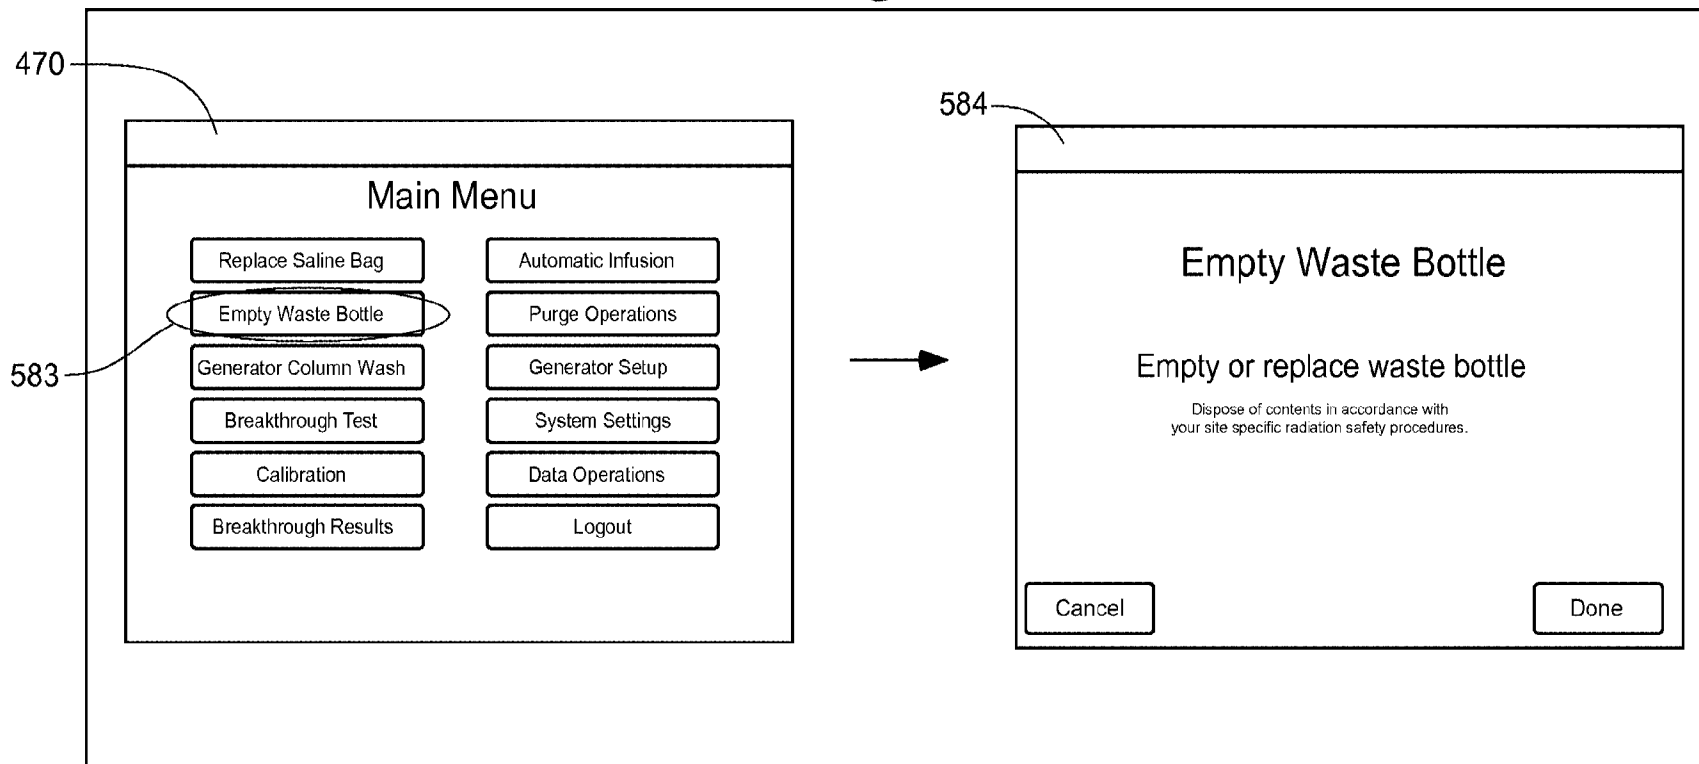 470
584
Main Menu
Replace Saline Bag
Automatic Infusion
Empty Waste Bottle
Purge Operations
583
Generator Column Wash
Generator Setup
Breakthrough Test
System Settings
Calibration
Data Operations
Breakthrough Results
Logout
Empty Waste Bottle
Empty or replace waste bottle
Dispose of contents in accordance with
your site specific radiation safety procedures.
Cancel
Done